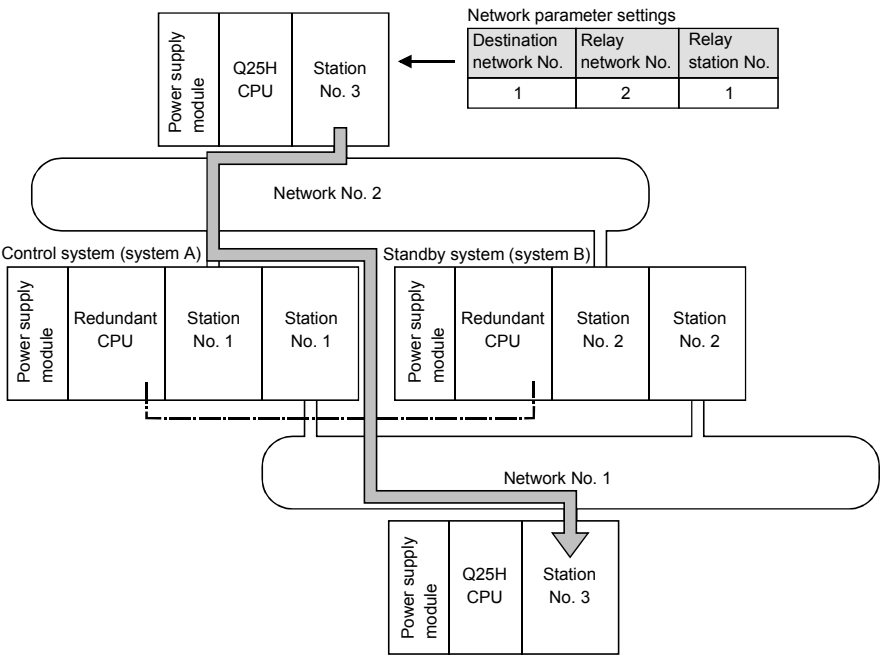 Network parameter settings
Destination network No.
Relay network No.
Relay station No.
1
2
1
Power supply module
Q25H CPU
Station No. 3
Network No. 2
Control system (system A)
Standby system (system B)
Power supply module
Redundant CPU
Station No. 1
Station No. 1
Power supply module
Redundant CPU
Station No. 2
Station No. 2
Network No. 1
Power supply module
Q25H CPU
Station No. 3